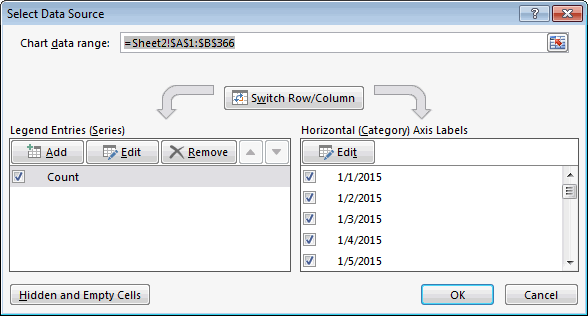 Select Data Source
Chart data range: =Sheet2!$A$1:$B$366
Switch Row/Column
Legend Entries (Series)
Add Edit Remove
Count
Horizontal (Category) Axis Labels
Edit
1/1/2015
1/2/2015
1/3/2015
1/4/2015
1/5/2015
Hidden and Empty Cells
OK Cancel